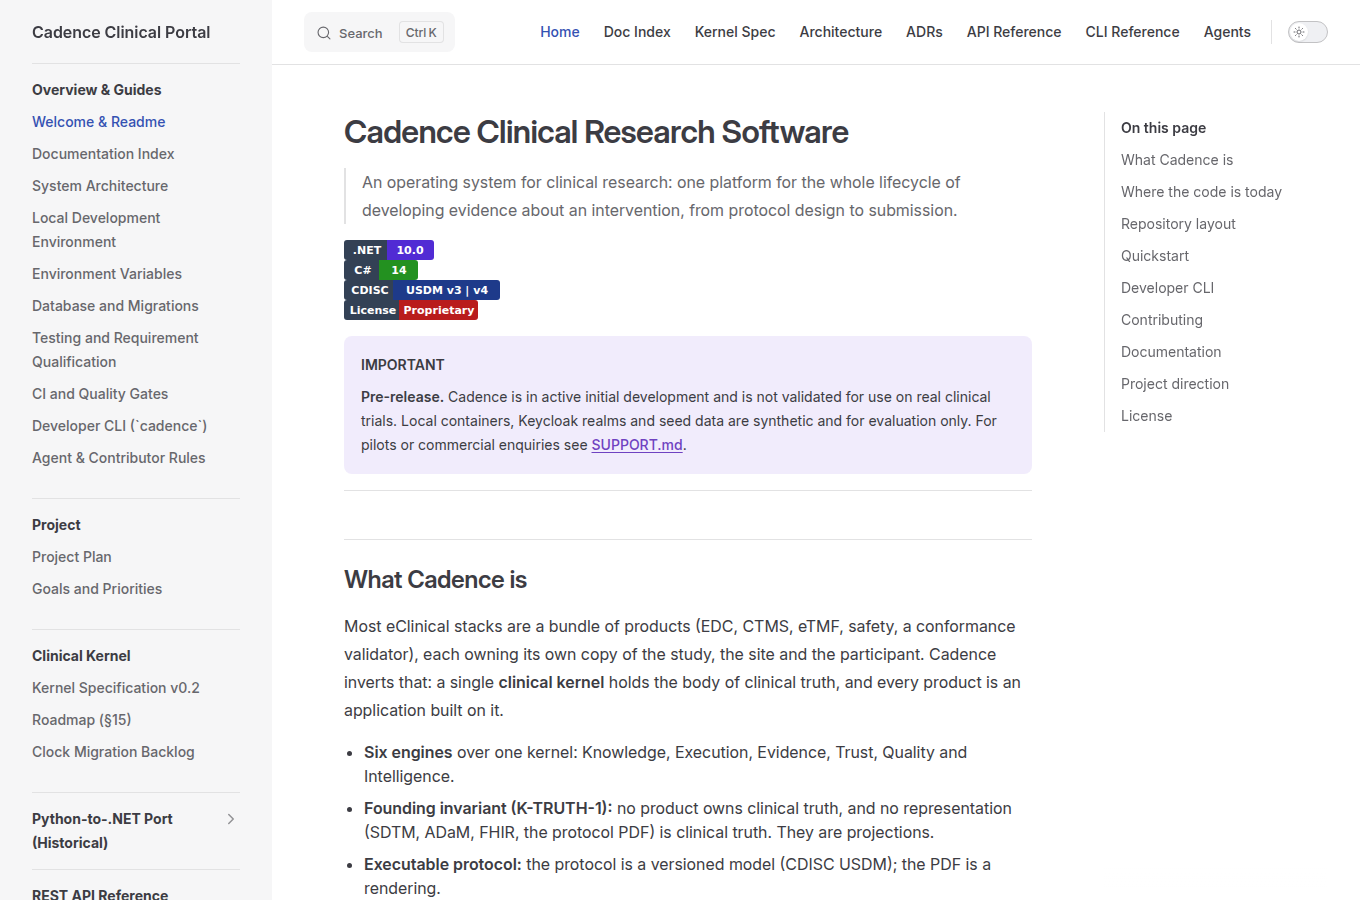 Cadence Clinical Portal
Overview & Guides
Welcome & Readme
Documentation Index
System Architecture
Local Development
Environment
Environment Variables
Database and Migrations
Testing and Requirement
Qualification
CI and Quality Gates
Developer CLI (`cadence`)
Agent & Contributor Rules
Project
Project Plan
Goals and Priorities
Clinical Kernel
Kernel Specification v0.2
Roadmap (§15)
Clock Migration Backlog
Python-to-.NET Port
(Historical)
REST API Reference
Search Ctrl K
Home Doc Index Kernel Spec Architecture ADRs API Reference CLI Reference Agents
Cadence Clinical Research Software
An operating system for clinical research: one platform for the whole lifecycle of
developing evidence about an intervention, from protocol design to submission.
.NET 10.0
C# 14
CDISC USDM v3 | v4
License Proprietary
IMPORTANT
Pre-release. Cadence is in active initial development and is not validated for use on real clinical
trials. Local containers, Keycloak realms and seed data are synthetic and for evaluation only. For
pilots or commercial enquiries see SUPPORT.md.
What Cadence is
Most eClinical stacks are a bundle of products (EDC, CTMS, eTMF, safety, a conformance
validator), each owning its own copy of the study, the site and the participant. Cadence
inverts that: a single clinical kernel holds the body of clinical truth, and every product is an
application built on it.
• Six engines over one kernel: Knowledge, Execution, Evidence, Trust, Quality and
Intelligence.
• Founding invariant (K-TRUTH-1): no product owns clinical truth, and no representation
(SDTM, ADaM, FHIR, the protocol PDF) is clinical truth. They are projections.
• Executable protocol: the protocol is a versioned model (CDISC USDM); the PDF is a
rendering.
On this page
What Cadence is
Where the code is today
Repository layout
Quickstart
Developer CLI
Contributing
Documentation
Project direction
License